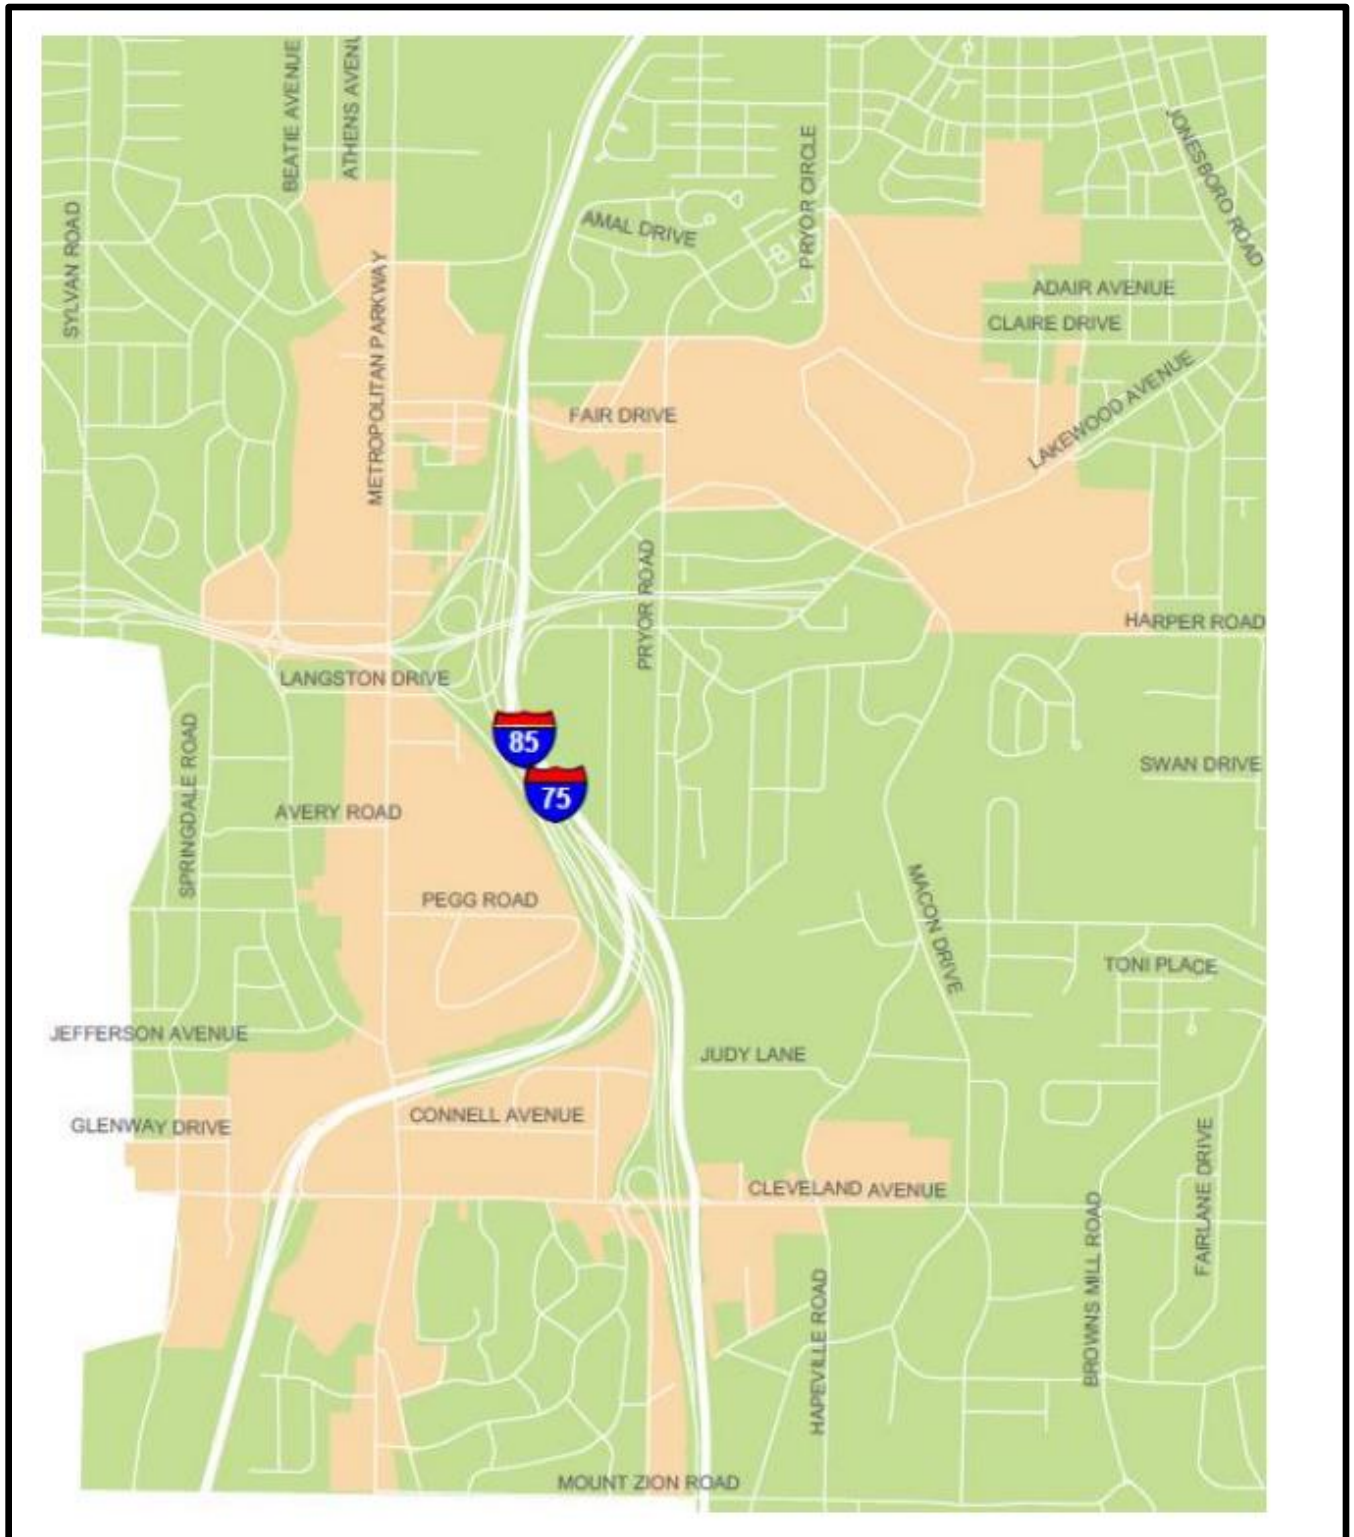 BEATIE AVENUE
ATHENS AVENU
JONESBORO ROAD
PRYOR CIRCLE
SYLVAN ROAD
AMAL DRIVE
METROPOLITAN PARKWAY
ADAIR AVENUE
CLAIRE DRIVE
LAKEWOOD AVENUE
FAIR DRIVE
PRYOR ROAD
HARPER ROAD
LANGSTON DRIVE
85
75
SPRINGDALE ROAD
SWAN DRIVE
AVERY ROAD
PEGG ROAD
MACON DRIVE
TONI PLACE
JEFFERSON AVENUE
JUDY LANE
CONNELL AVENUE
GLENWAY DRIVE
FAIRLANE DRIVE
CLEVELAND AVENUE
BROWNS MILL ROAD
HAPEVILLE ROAD
MOUNT ZION ROAD